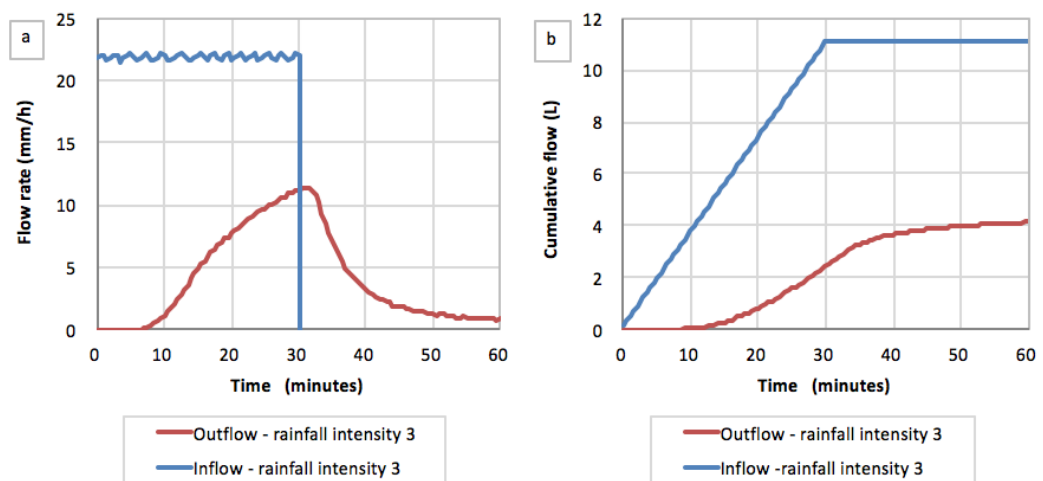 a
Flow rate (mm/h)
25
20
15
10
5
0
0 10 20 30 40 50 60
Time (minutes)
Outflow - rainfall intensity 3
Inflow - rainfall intensity 3
b
Cumulative flow (L)
12
10
8
6
4
2
0
0 10 20 30 40 50 60
Time (minutes)
Outflow - rainfall intensity 3
Inflow -rainfall intensity 3